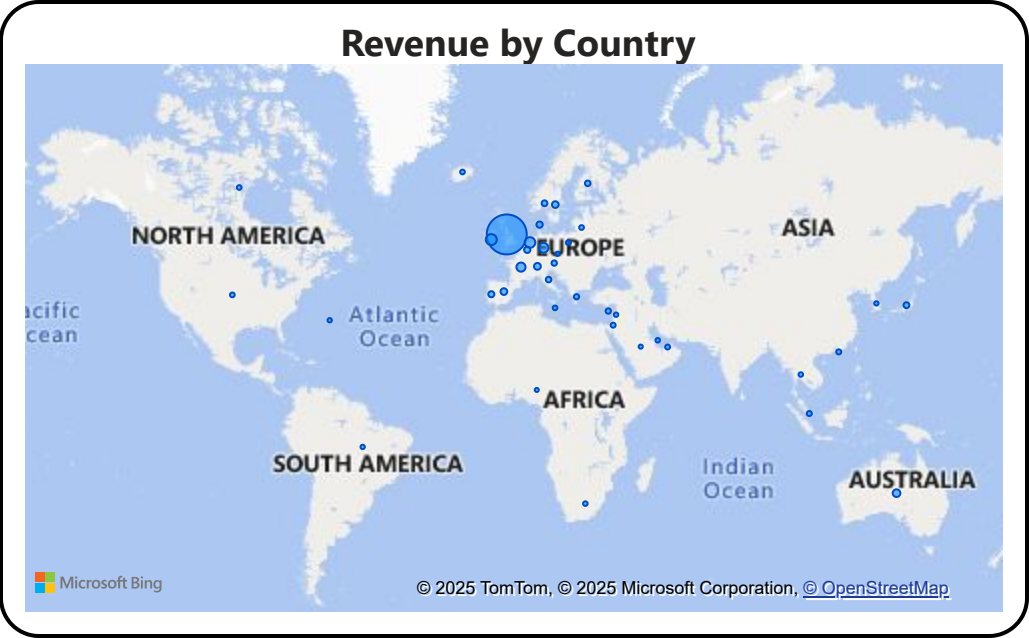 Revenue by Country
NORTH AMERICA
ASIA
EUROPE
acific
cean
Atlantic
Ocean
AFRICA
SOUTH AMERICA
Indian
Ocean
AUSTRALIA
Microsoft Bing
© 2025 TomTom, © 2025 Microsoft Corporation, © OpenStreetMap